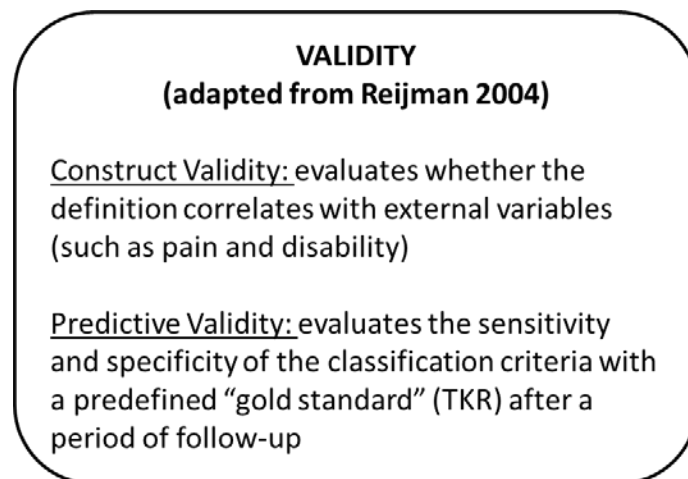 VALIDITY
(adapted from Reijman 2004)
Construct Validity: evaluates whether the
definition correlates with external variables
(such as pain and disability)
Predictive Validity: evaluates the sensitivity
and specificity of the classification criteria with
a predefined “gold standard” (TKR) after a
period of follow-up